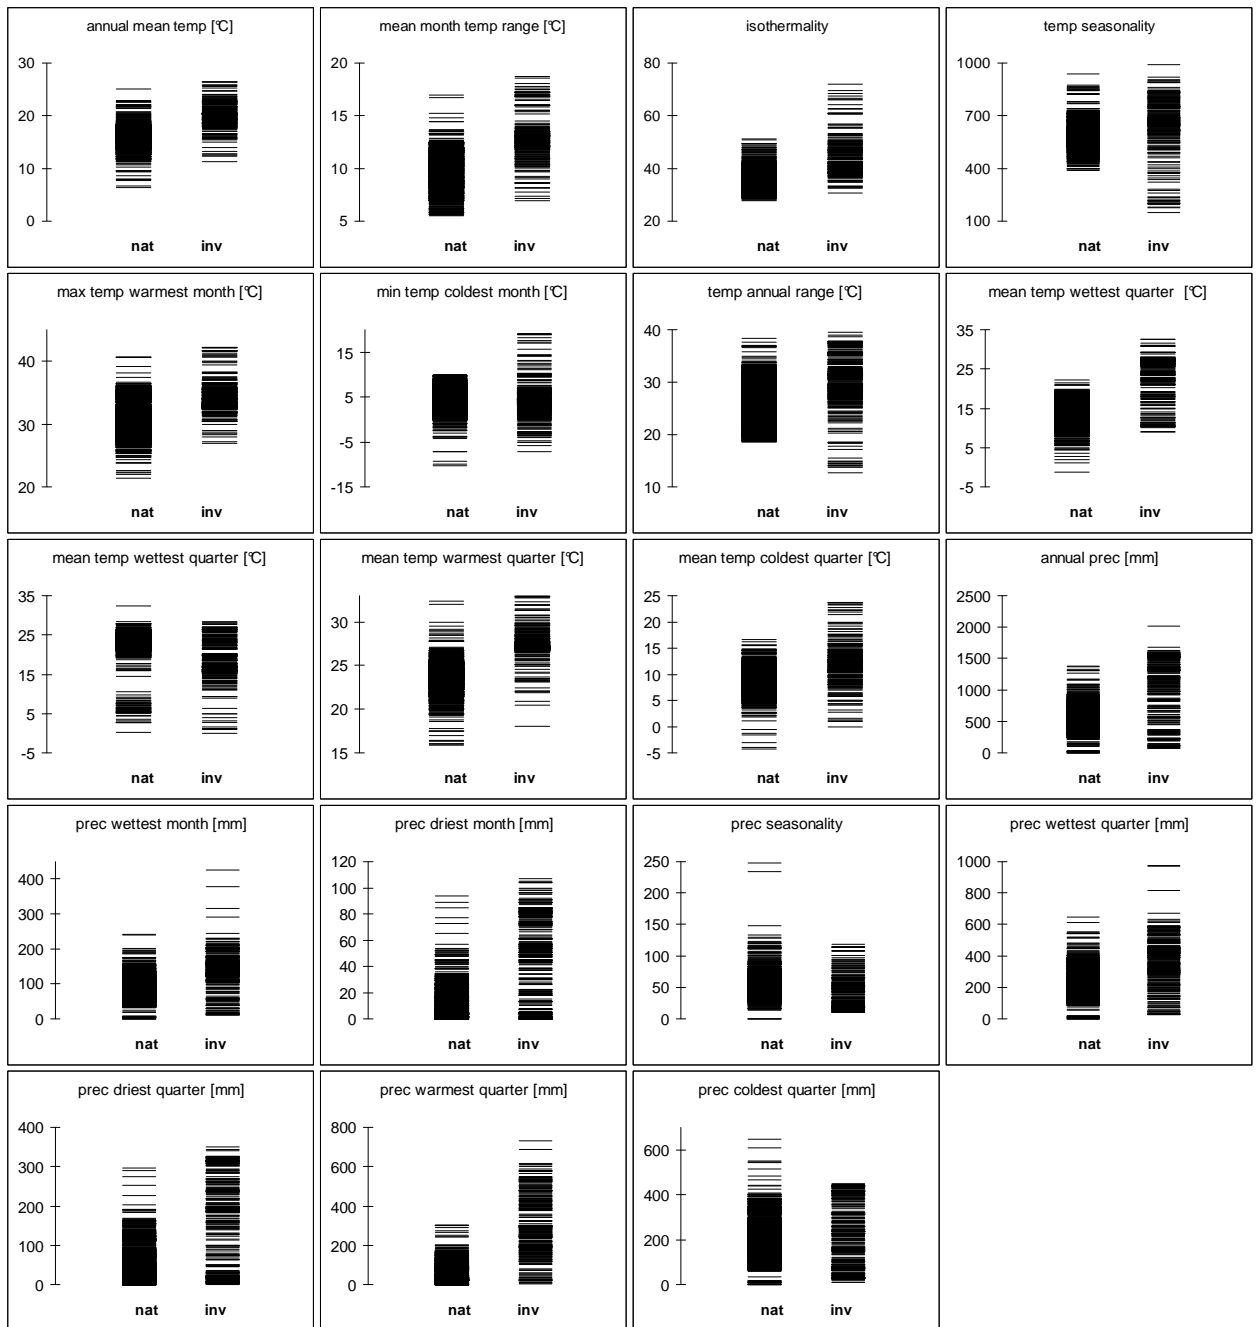 annual mean temp [°C]
30
20
10
0
nat inv
mean month temp range [°C]
20
15
10
5
nat inv
isothermality
80
60
40
20
nat inv
temp seasonality
1000
700
400
100
nat inv
max temp warmest month [°C]
40
30
20
nat inv
min temp coldest month [°C]
15
5
-5
-15
nat inv
temp annual range [°C]
40
30
20
10
nat inv
mean temp wettest quarter [°C]
35
25
15
5
-5
nat inv
mean temp wettest quarter [°C]
35
25
15
5
-5
nat inv
mean temp warmest quarter [°C]
30
25
20
15
nat inv
mean temp coldest quarter [°C]
25
20
15
10
5
0
-5
nat inv
annual prec [mm]
2500
2000
1500
1000
500
0
nat inv
prec wettest month [mm]
400
300
200
100
0
nat inv
prec driest month [mm]
120
100
80
60
40
20
0
nat inv
prec seasonality
250
200
150
100
50
0
nat inv
prec wettest quarter [mm]
1000
800
600
400
200
0
nat inv
prec driest quarter [mm]
400
300
200
100
0
nat inv
prec warmest quarter [mm]
800
600
400
200
0
nat inv
prec coldest quarter [mm]
600
400
200
0
nat inv